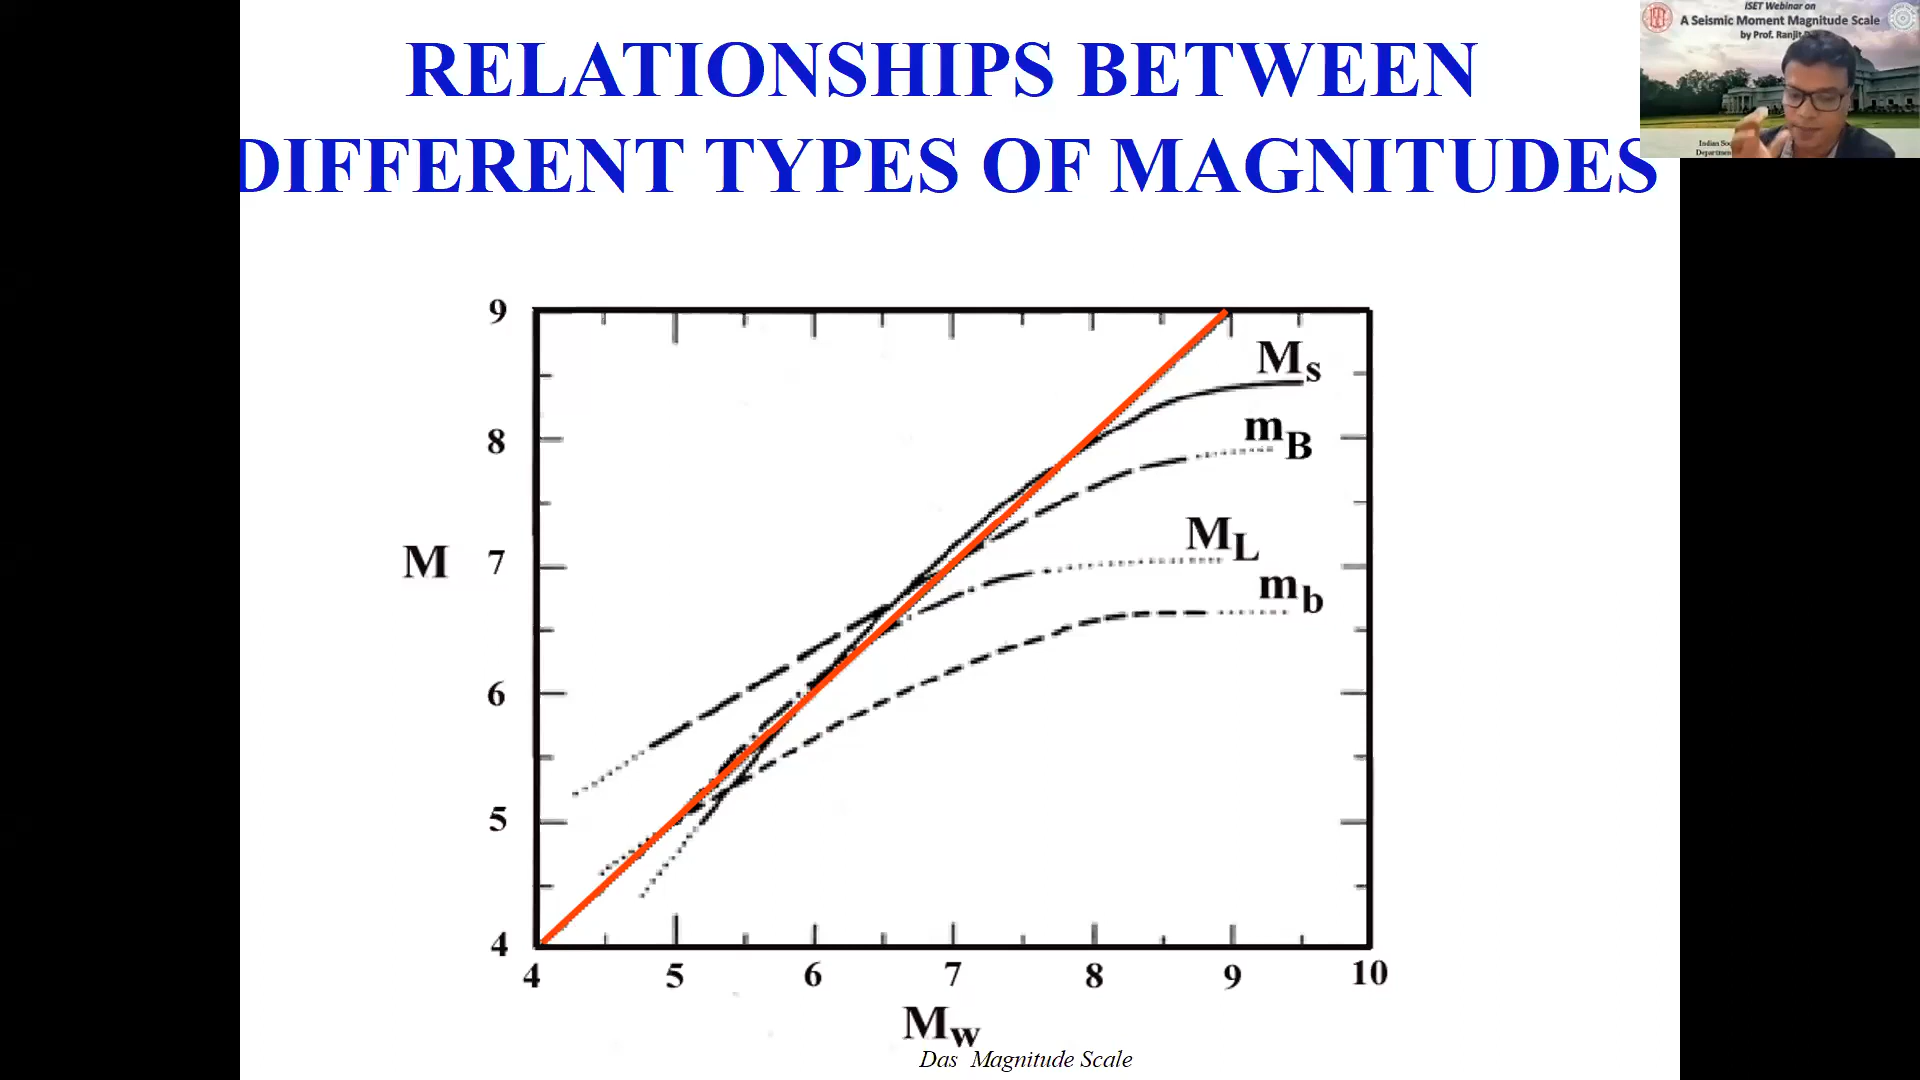 RELATIONSHIPS BETWEEN
DIFFERENT TYPES OF MAGNITUDES
ISET Webinar on
A Seismic Moment Magnitude Scale
by Prof. Ranjit
Indian
9
8
M 7
6
5
4
Ms
mB
ML
mb
4 5 6 7 8 9 10
Mw
Das Magnitude Scale